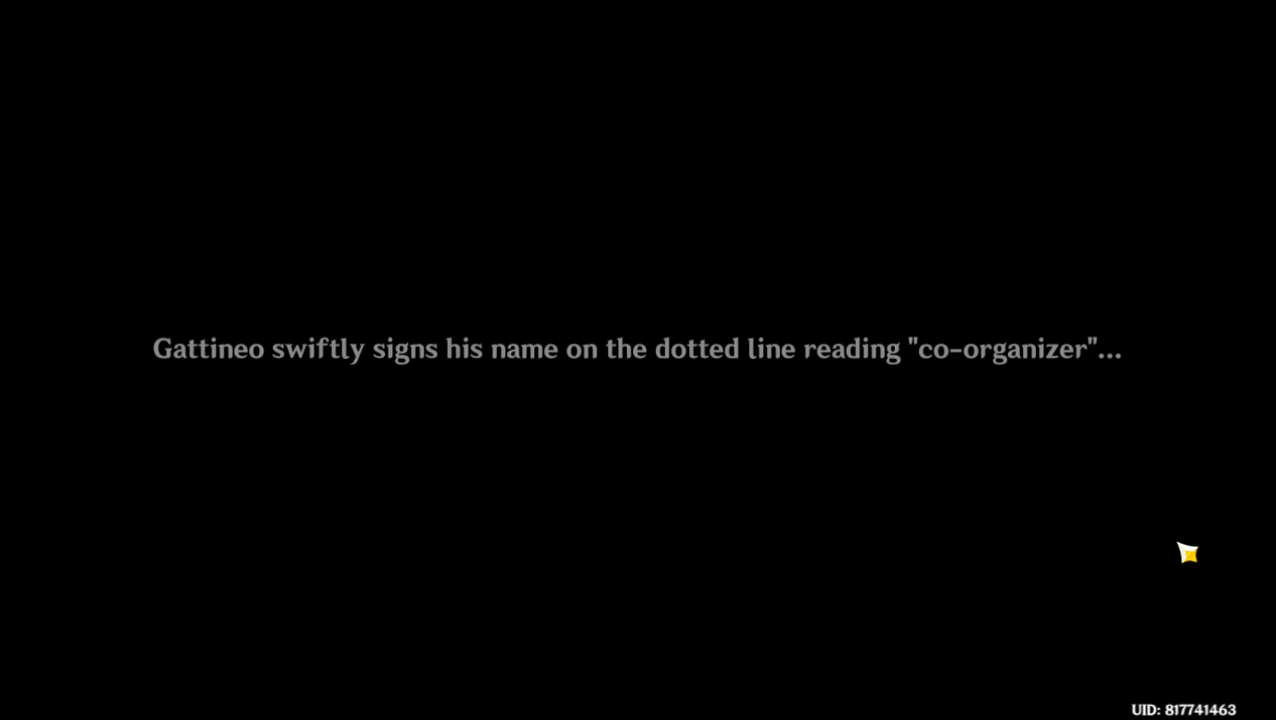 Gattineo swiftly signs his name on the dotted line reading "co-organizer"...
UID: 817741463